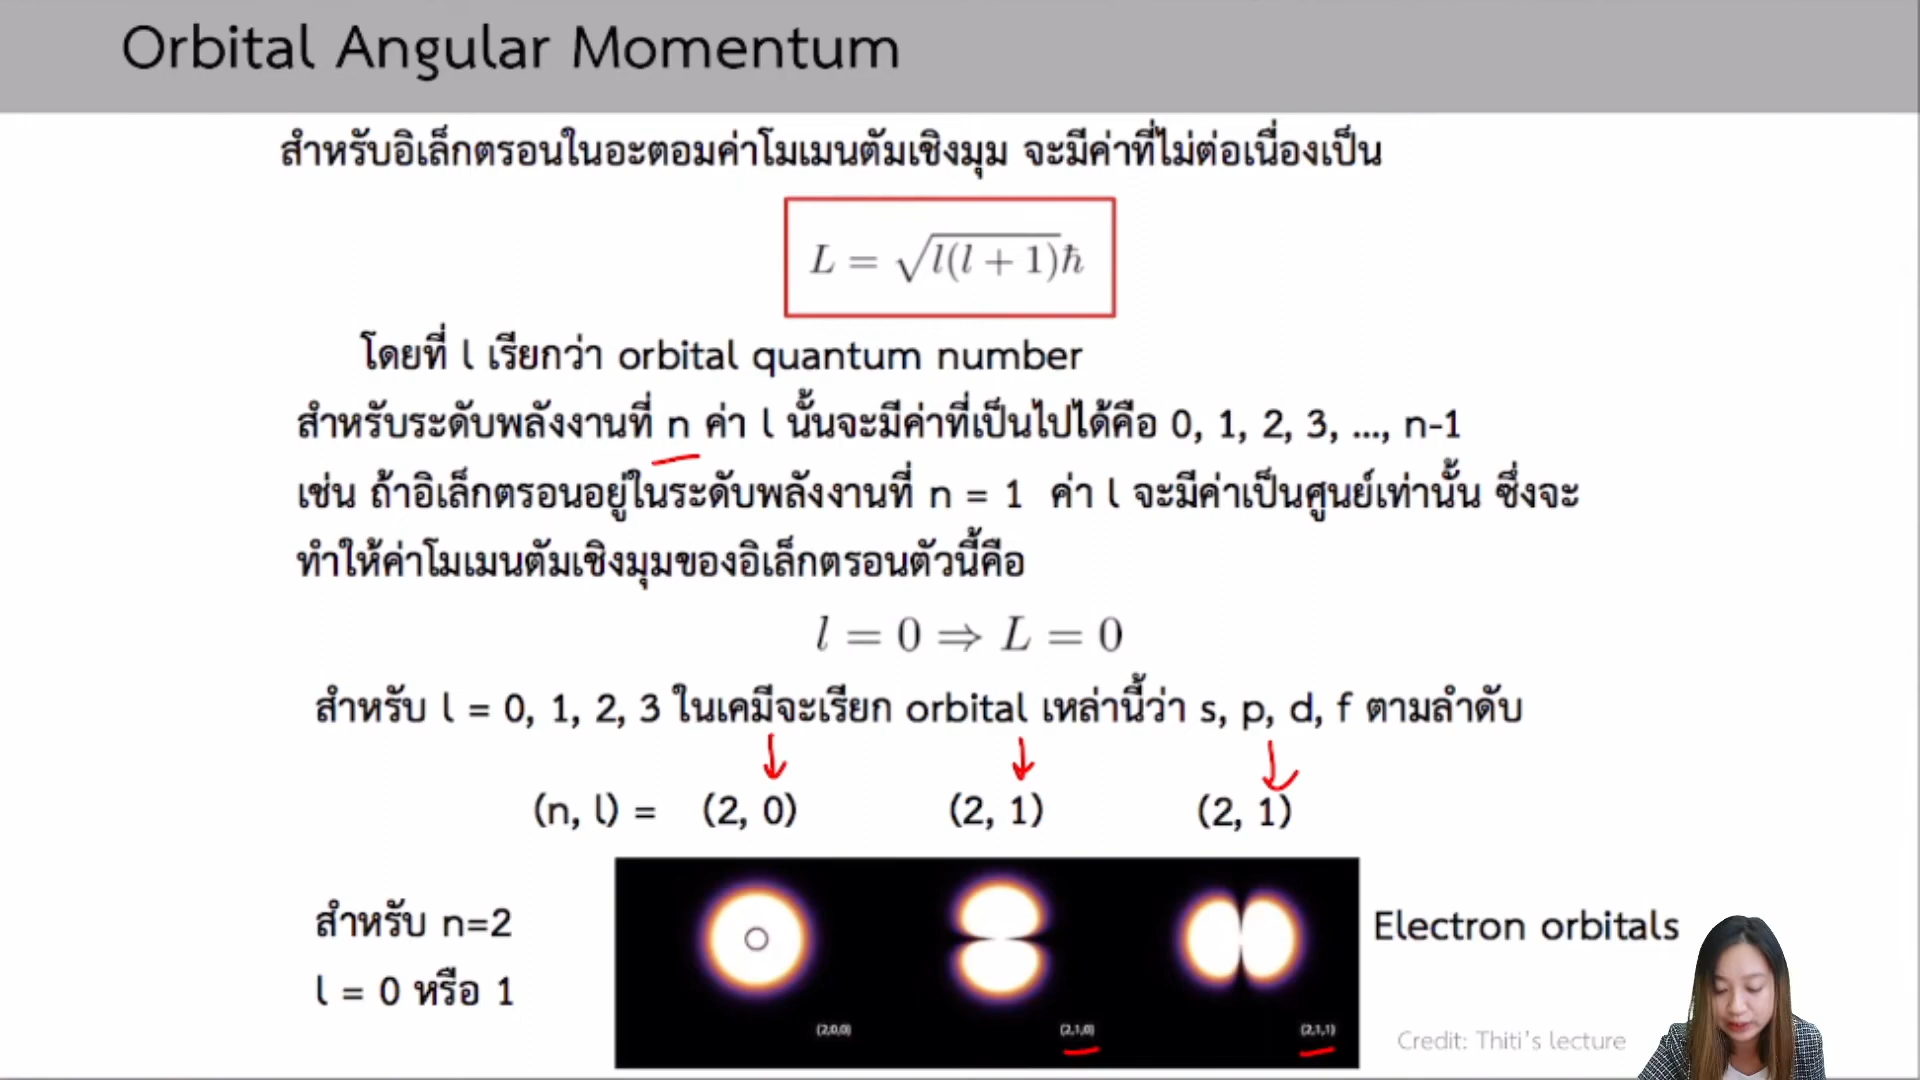 Orbital Angular Momentum
สำหรับอิเล็กตรอนในอะตอมค่าโมเมนตัมเชิงมุม จะมีค่าที่ไม่ต่อเนื่องเป็น
L = √l(l + 1)ħ
โดยที่ l เรียกว่า orbital quantum number
สำหรับระดับพลังงานที่ n ค่า l นั้นจะมีค่าที่เป็นไปได้คือ 0, 1, 2, 3, ..., n-1
เช่น ถ้าอิเล็กตรอนอยู่ในระดับพลังงานที่ n = 1 ค่า l จะมีค่าเป็นศูนย์เท่านั้น ซึ่งจะ
ทำให้ค่าโมเมนตัมเชิงมุมของอิเล็กตรอนตัวนี้คือ
l = 0 ⇒ L = 0
สำหรับ l = 0, 1, 2, 3 ในเคมีจะเรียก orbital เหล่านี้ว่า s, p, d, f ตามลำดับ
(n, l) = (2, 0) (2, 1) (2, 1)
สำหรับ n=2
l = 0 หรือ 1
(2,0,0) (2,1,0) (2,1,1)
Electron orbitals
Credit: Thiti's lecture